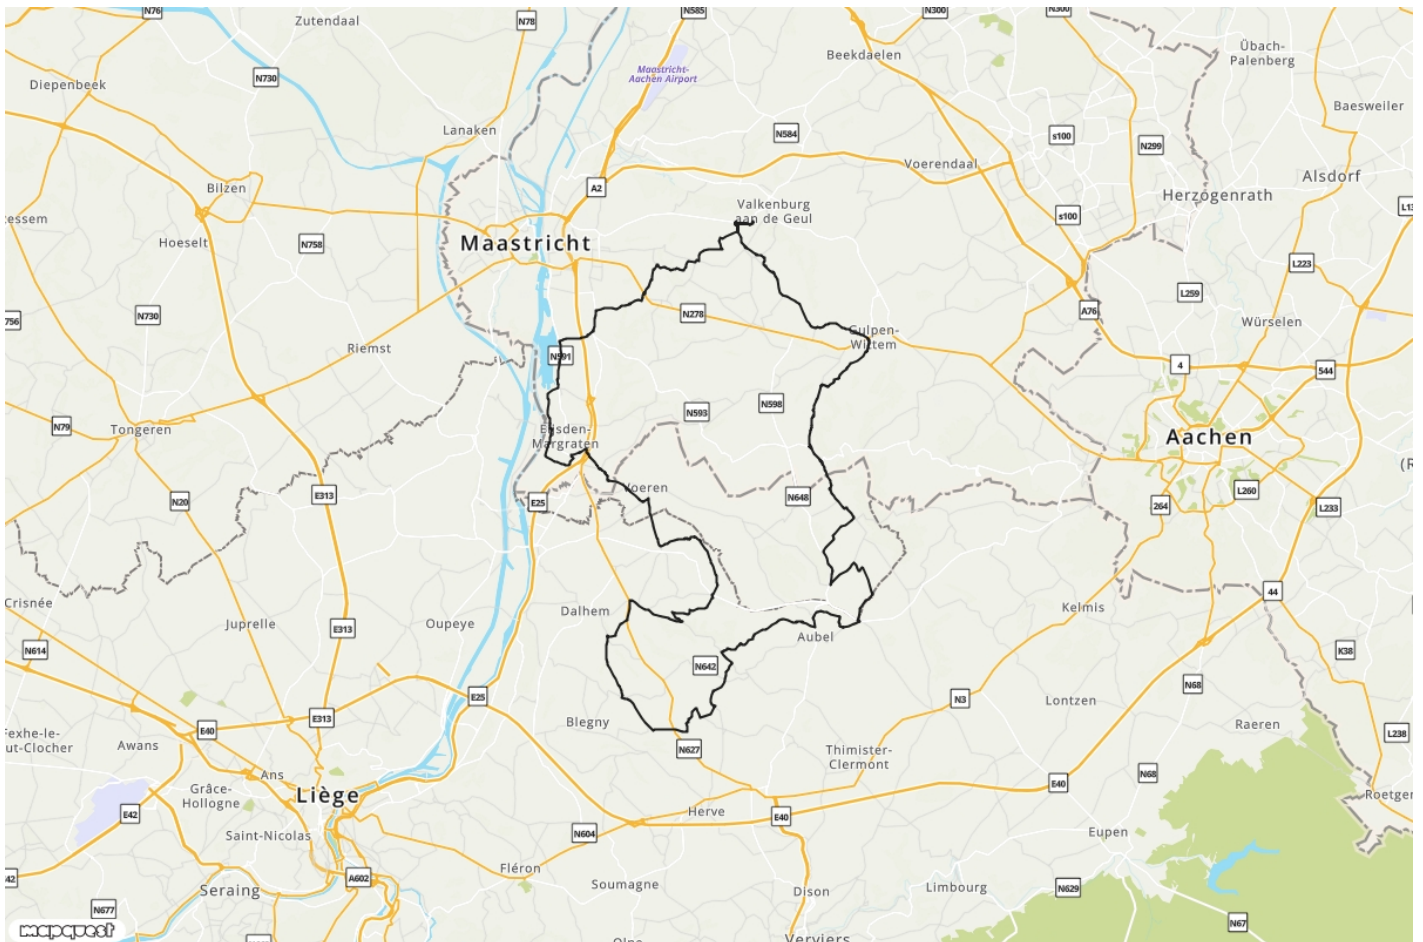 N76
Zutendaal
N78
N585
N300
N300
Beekdaelen
Übach-
Palenberg
Maastricht-
Aachen Airport
N730
Diepenbeek
Baesweiler
Lanaken
N584
s100
N299
Voerendaal
Alsdorf
Bilzen
A2
Herzogenrath
Valkenburg
aan de Geul
s100
Hoeselt
N758
Maastricht
L223
L259
A76
N730
N278
Würselen
Gulpen-
Wittem
Riemst
N591
4
544
N79
N593
N598
Tongeren
Eijsden-
Margraten
Aachen
E313
Voeren
N648
L260
N20
E25
264
L233
44
Crisnée
Dalhem
Kelmis
Juprelle
E313
Oupeye
Aubel
N614
N642
K38
E25
N3
Lontzen
N68
E313
Blegny
Raeren
E40
L238
Awans
N627
Thimister-
Clermont
N68
Ans
Grâce-
Hollogne
Liège
E40
Roetgen
E42
Herve
E40
Saint-Nicolas
N604
Eupen
Fléron
A602
Soumagne
Seraing
Dison
Limbourg
N629
N677
N67
mapquest
Verviers